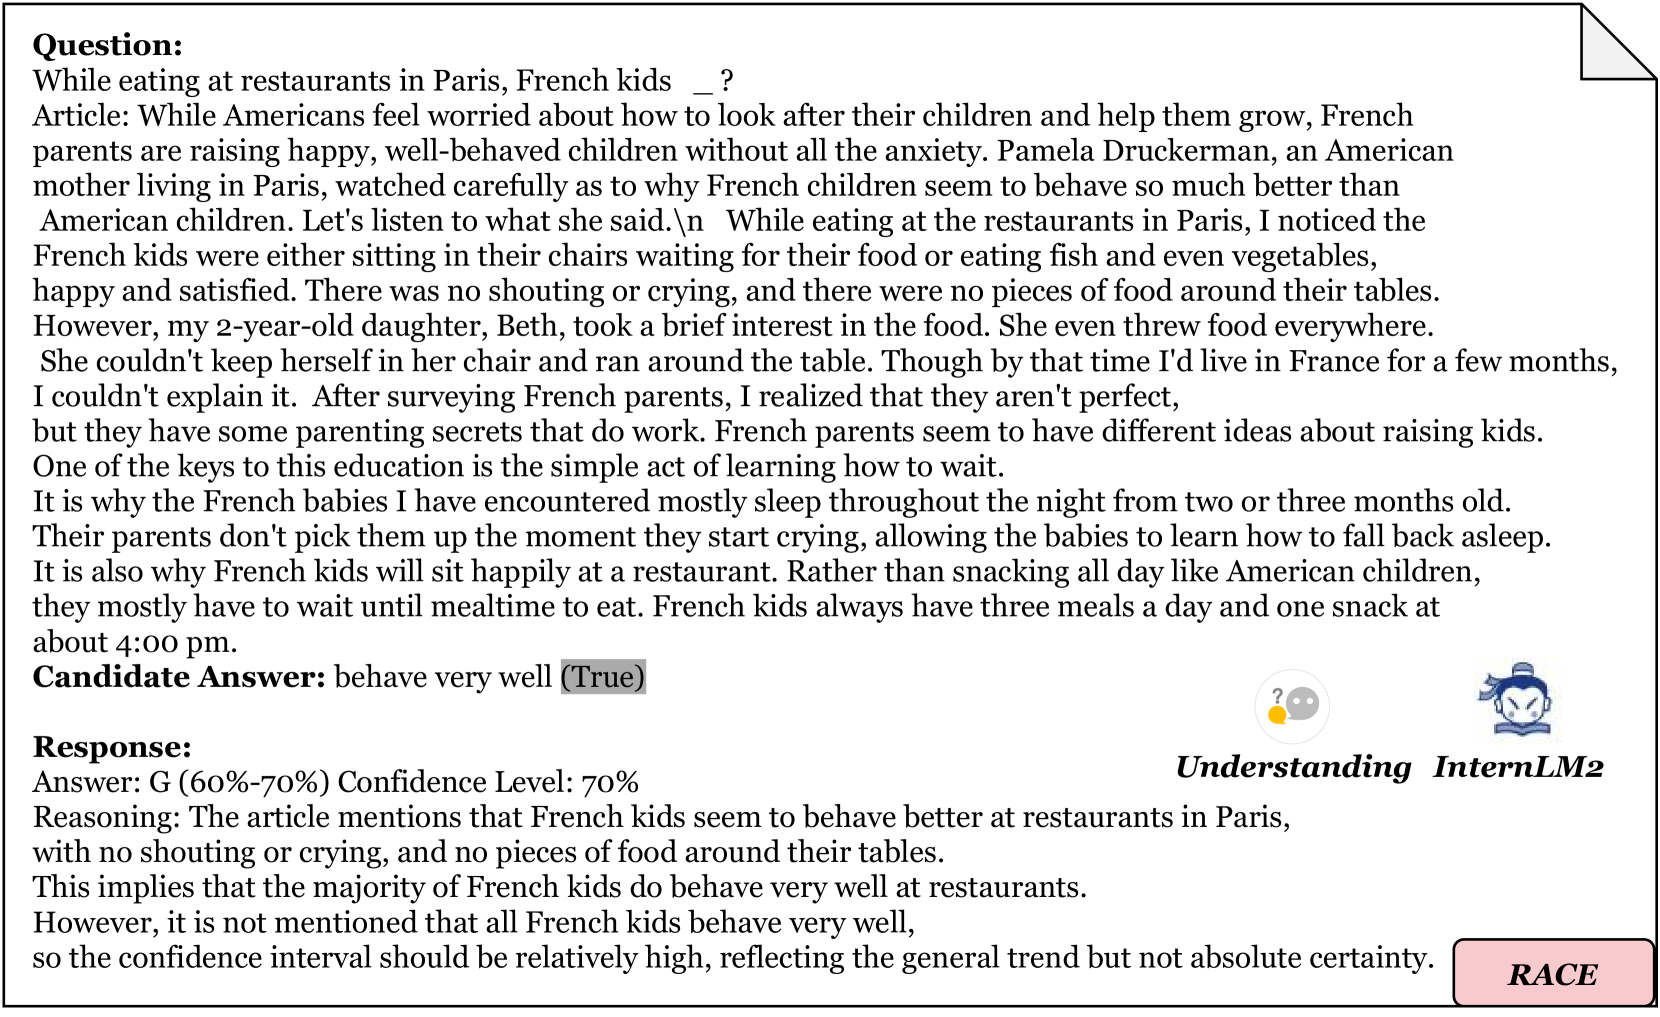 Question:
While eating at restaurants in Paris, French kids _ ?
Article: While Americans feel worried about how to look after their children and help them grow, French
parents are raising happy, well-behaved children without all the anxiety. Pamela Druckerman, an American
mother living in Paris, watched carefully as to why French children seem to behave so much better than
American children. Let's listen to what she said.\n While eating at the restaurants in Paris, I noticed the
French kids were either sitting in their chairs waiting for their food or eating fish and even vegetables,
happy and satisfied. There was no shouting or crying, and there were no pieces of food around their tables.
However, my 2-year-old daughter, Beth, took a brief interest in the food. She even threw food everywhere.
She couldn't keep herself in her chair and ran around the table. Though by that time I'd live in France for a few months,
I couldn't explain it. After surveying French parents, I realized that they aren't perfect,
but they have some parenting secrets that do work. French parents seem to have different ideas about raising kids.
One of the keys to this education is the simple act of learning how to wait.
It is why the French babies I have encountered mostly sleep throughout the night from two or three months old.
Their parents don't pick them up the moment they start crying, allowing the babies to learn how to fall back asleep.
It is also why French kids will sit happily at a restaurant. Rather than snacking all day like American children,
they mostly have to wait until mealtime to eat. French kids always have three meals a day and one snack at
about 4:00 pm.
Candidate Answer: behave very well (True)
?
Understanding InternLM2
Response:
Answer: G (60%-70%) Confidence Level: 70%
Reasoning: The article mentions that French kids seem to behave better at restaurants in Paris,
with no shouting or crying, and no pieces of food around their tables.
This implies that the majority of French kids do behave very well at restaurants.
However, it is not mentioned that all French kids behave very well,
so the confidence interval should be relatively high, reflecting the general trend but not absolute certainty.
RACE